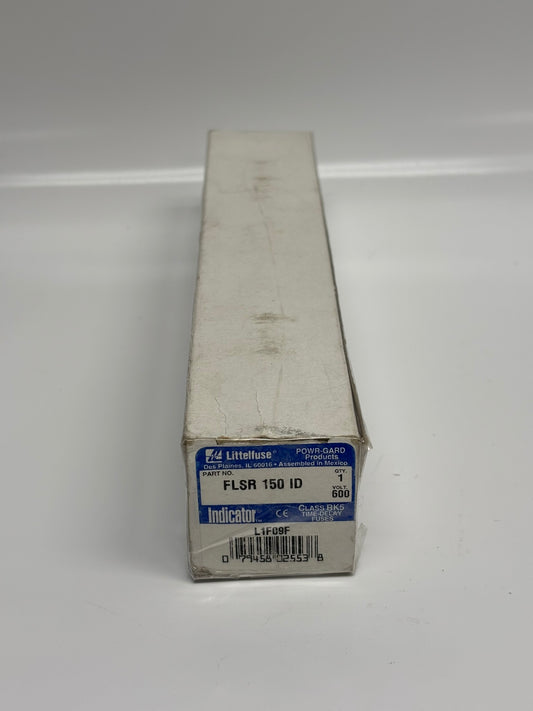 Littelfuse®
POWR-GARD
Products
Des Plaines, IL 60016 • Assembled in Mexico
PART NO.
FLSR 150 ID
QTY.
1
VOLT.
600
Indicator™
CE
CLASS RK5
TIME-DELAY
FUSES
L1F09F
0 79458 02553 8